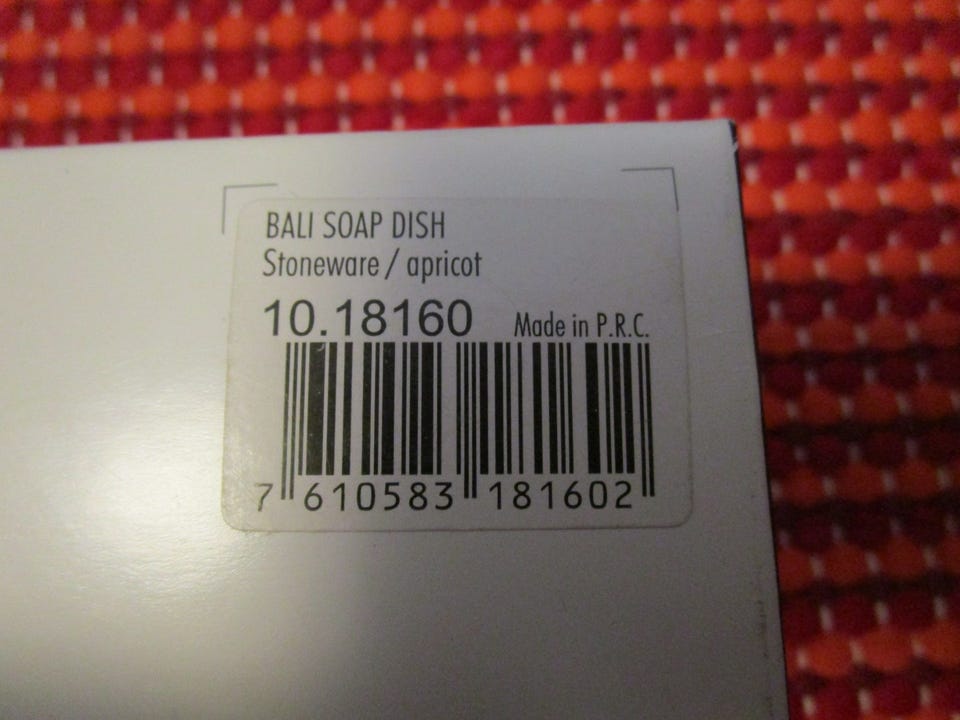 BALI SOAP DISH
Stoneware / apricot
10.18160 Made in P.R.C.
7 610583 181602